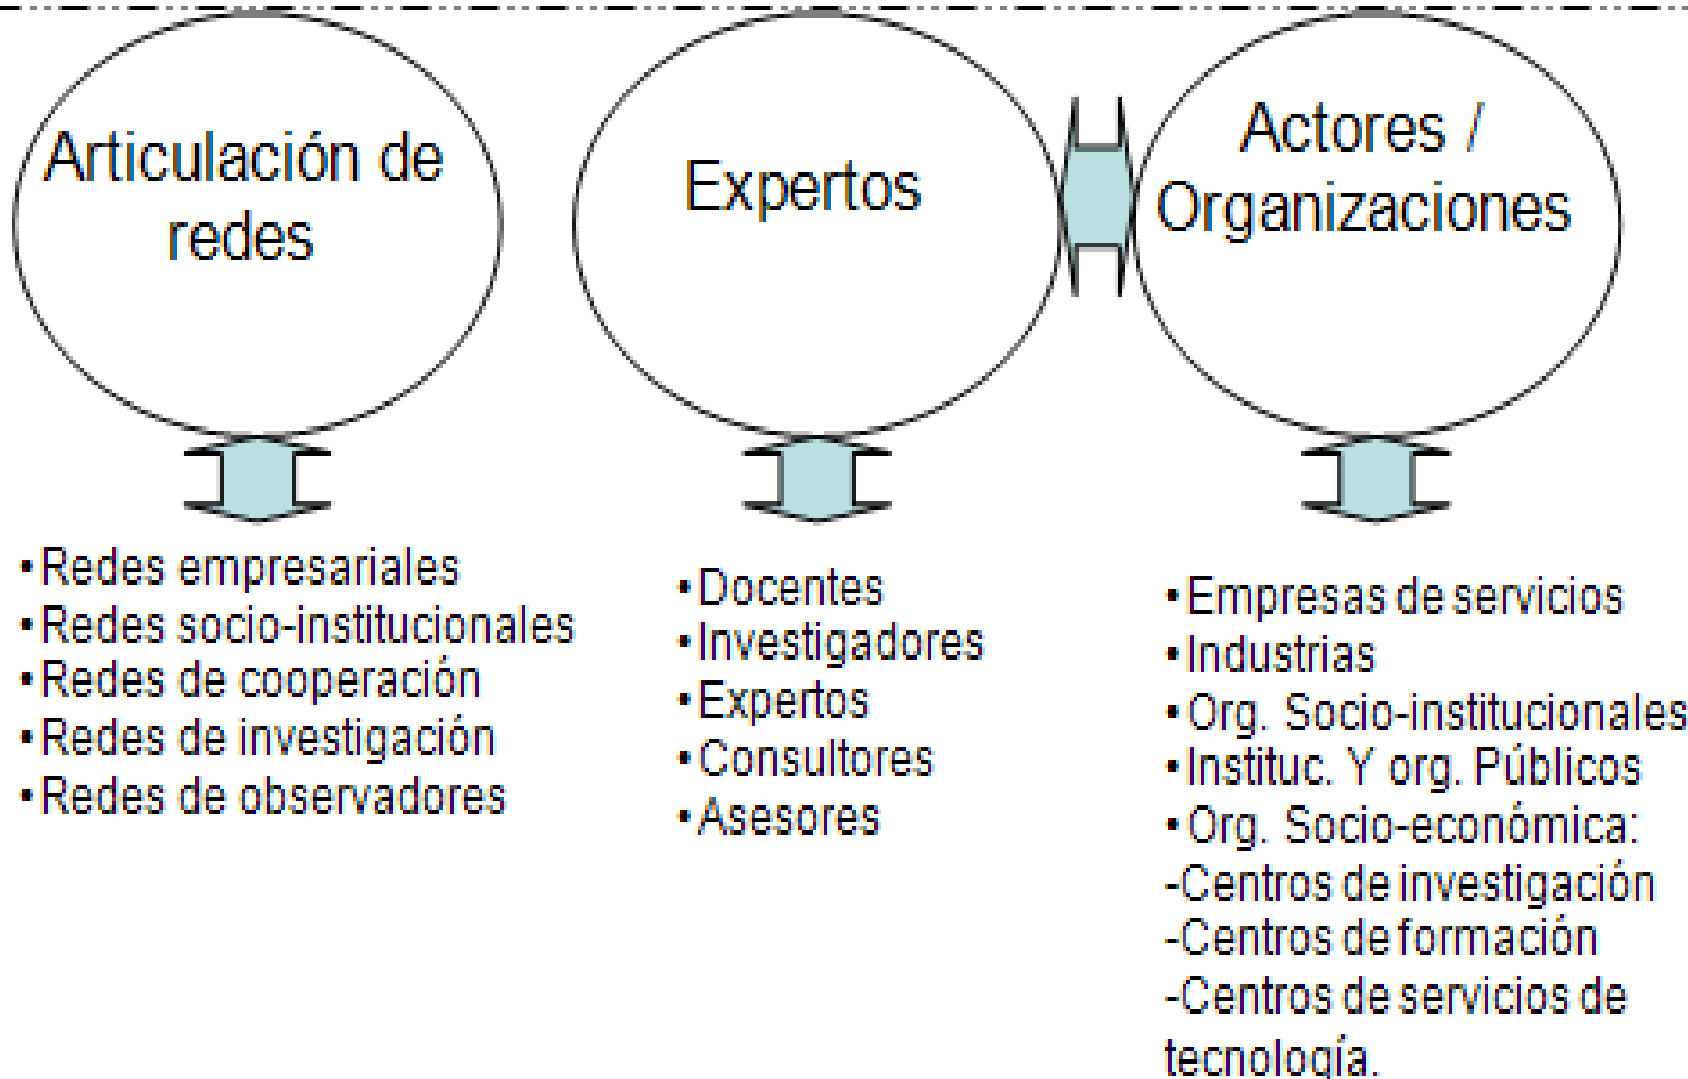 Articulación de
redes
Expertos
Actores /
Organizaciones
•Redes empresariales
•Redes socio-institucionales
•Redes de cooperación
•Redes de investigación
•Redes de observadores
•Docentes
•Investigadores
•Expertos
•Consultores
•Asesores
•Empresas de servicios
•Industrias
•Org. Socio-institucionales
•Instituc. Y org. Públicos
•Org. Socio-económica:
-Centros de investigación
-Centros de formación
-Centros de servicios de
tecnología.